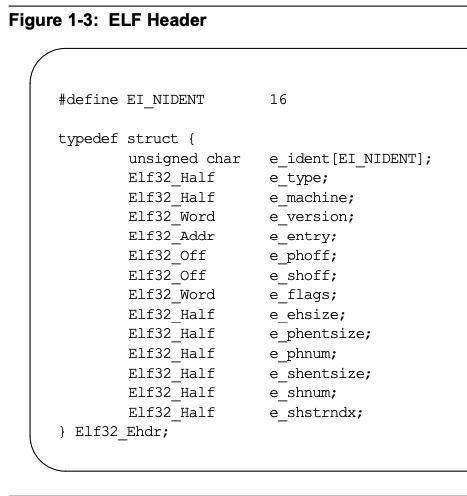 Figure 1-3: ELF Header
#define EI_NIDENT 16
typedef struct {
unsigned char e_ident[EI_NIDENT];
Elf32_Half e_type;
Elf32_Half e_machine;
Elf32_Word e_version;
Elf32_Addr e_entry;
Elf32_Off e_phoff;
Elf32_Off e_shoff;
Elf32_Word e_flags;
Elf32_Half e_ehsize;
Elf32_Half e_phentsize;
Elf32_Half e_phnum;
Elf32_Half e_shentsize;
Elf32_Half e_shnum;
Elf32_Half e_shstrndx;
} Elf32_Ehdr;